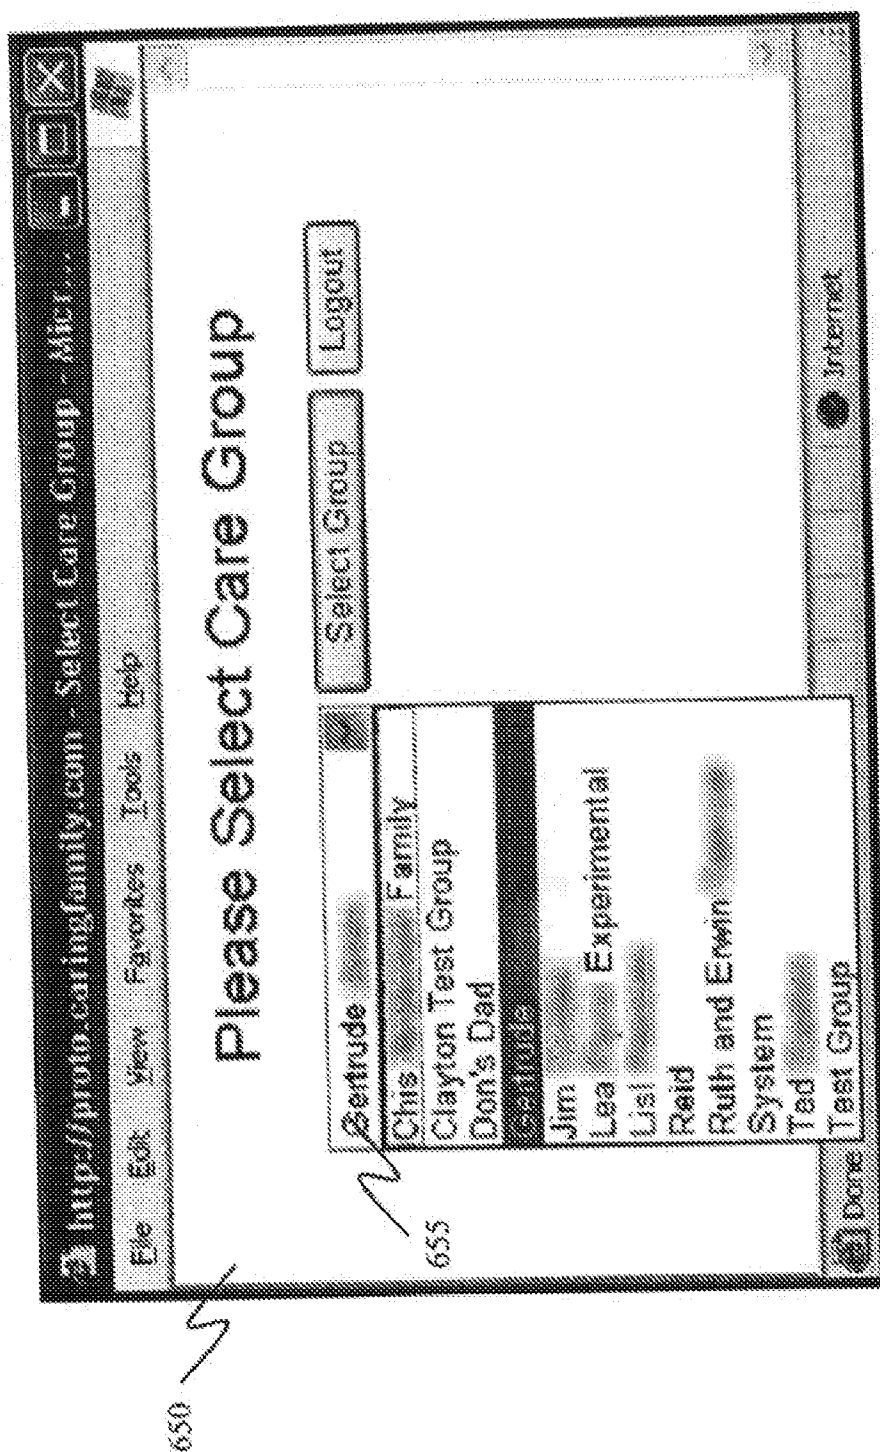 http://proto.caringfamily.com - Select Care Group - Micr...
File Edit View Favorites Tools Help
Please Select Care Group
Gertrude
Select Group
Logout
Chis Family
Clayton Test Group
Don's Dad
Jim
Lea Experimental
Lisl
Reid
Ruth and Erwin
System
Ted
Test Group
Done
Internet
650
655